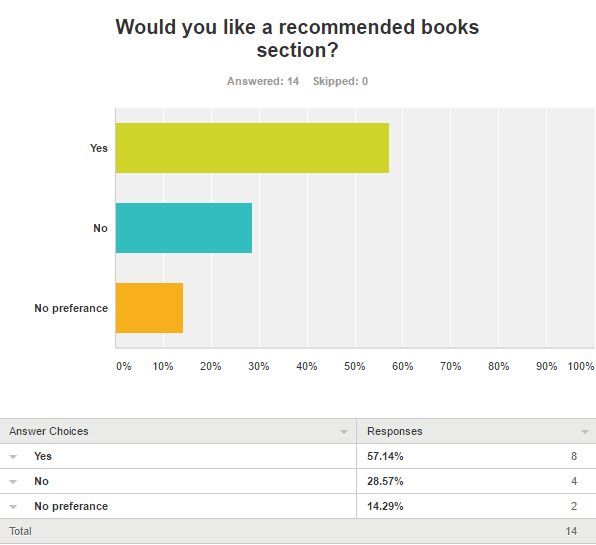 Would you like a recommended books
section?
Answered: 14 Skipped: 0
Yes
No
No preferance
0% 10% 20% 30% 40% 50% 60% 70% 80% 90% 100%
Answer Choices Responses
Yes 57.14% 8
No 28.57% 4
No preferance 14.29% 2
Total 14